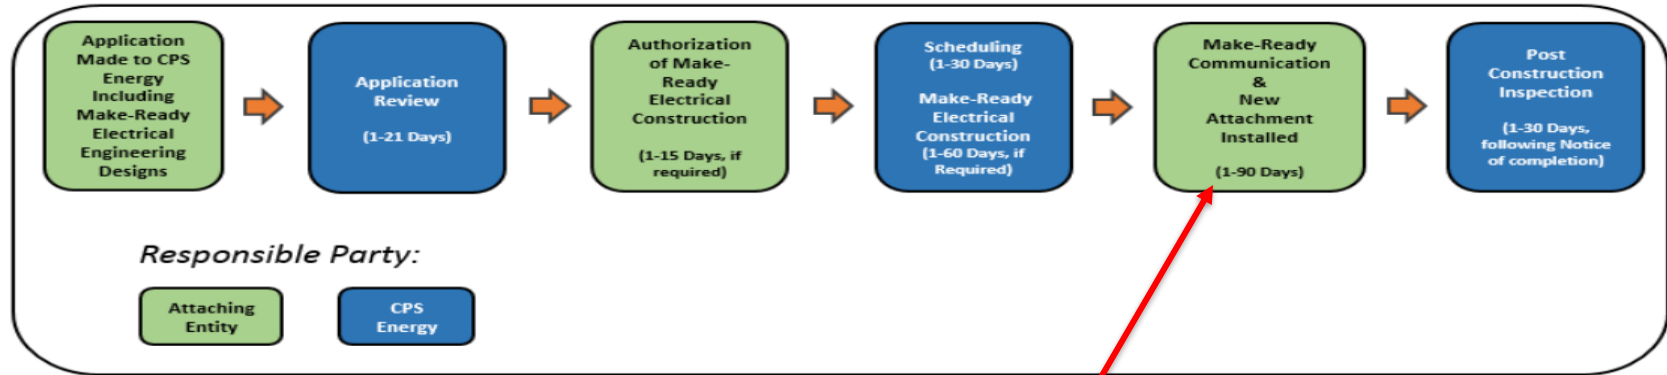 Application
Made to CPS
Energy
Including
Make-Ready
Electrical
Engineering
Designs
Application
Review
(1-21 Days)
Authorization
of Make-
Ready
Electrical
Construction
(1-15 Days, if
required)
Scheduling
(1-30 Days)
Make-Ready
Electrical
Construction
(1-60 Days, if
Required)
Make-Ready
Communication
&
New
Attachment
Installed
(1-90 Days)
Post
Construction
Inspection
(1-30 Days,
following Notice
of completion)
Responsible Party:
Attaching
Entity
CPS
Energy